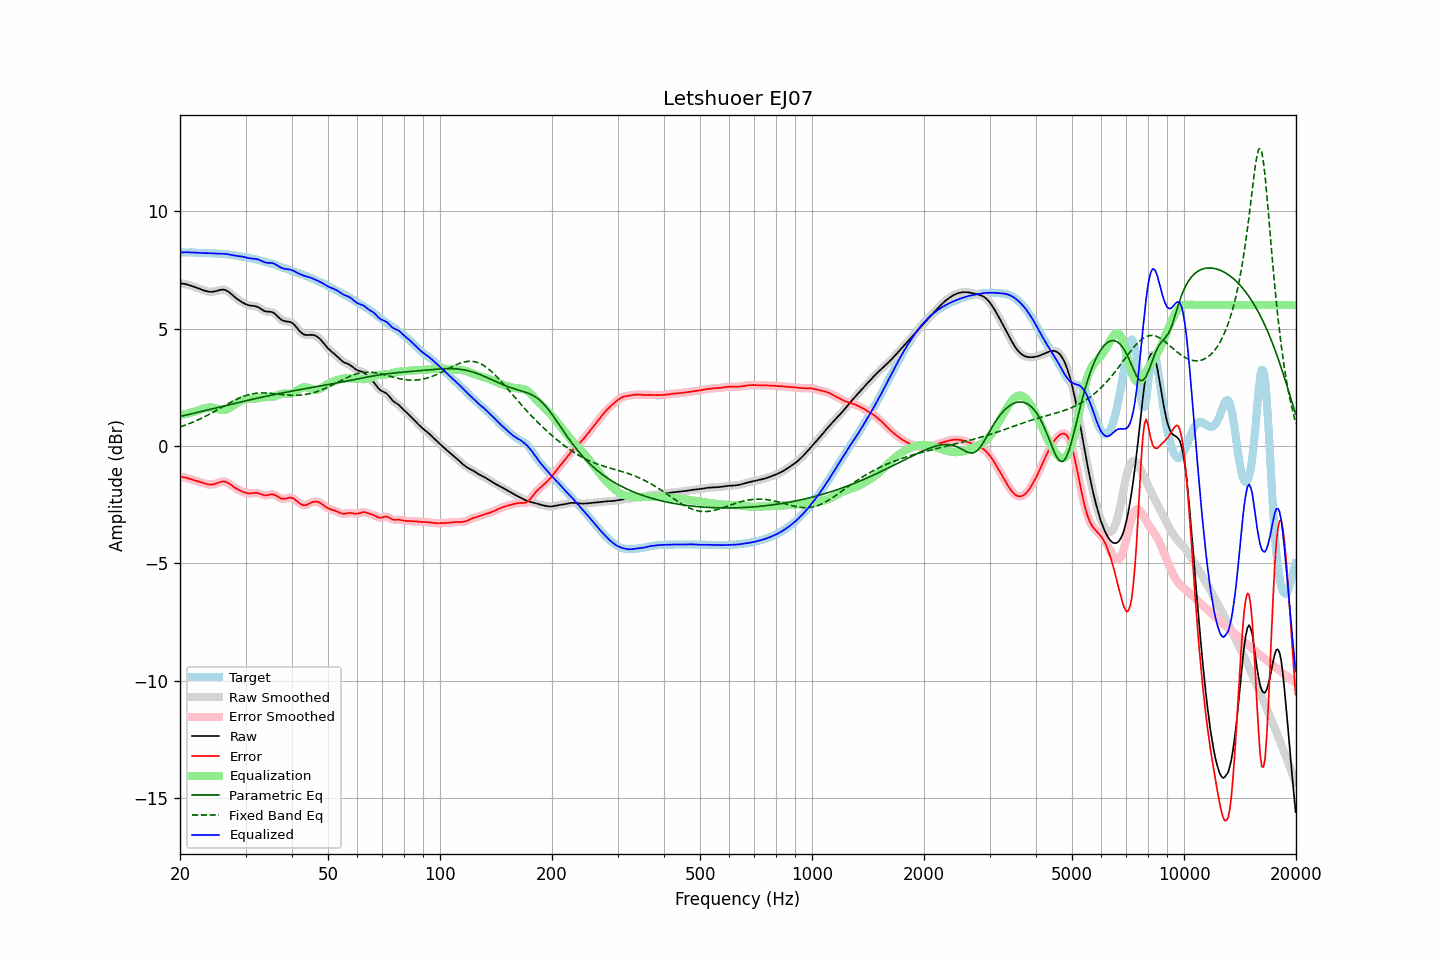 Letshuoer EJ07
Amplitude (dBr)
10
5
0
−5
−10
−15
Target
Raw Smoothed
Error Smoothed
Raw
Error
Equalization
Parametric Eq
Fixed Band Eq
Equalized
20 50 100 200 500 1000 2000 5000 10000 20000
Frequency (Hz)